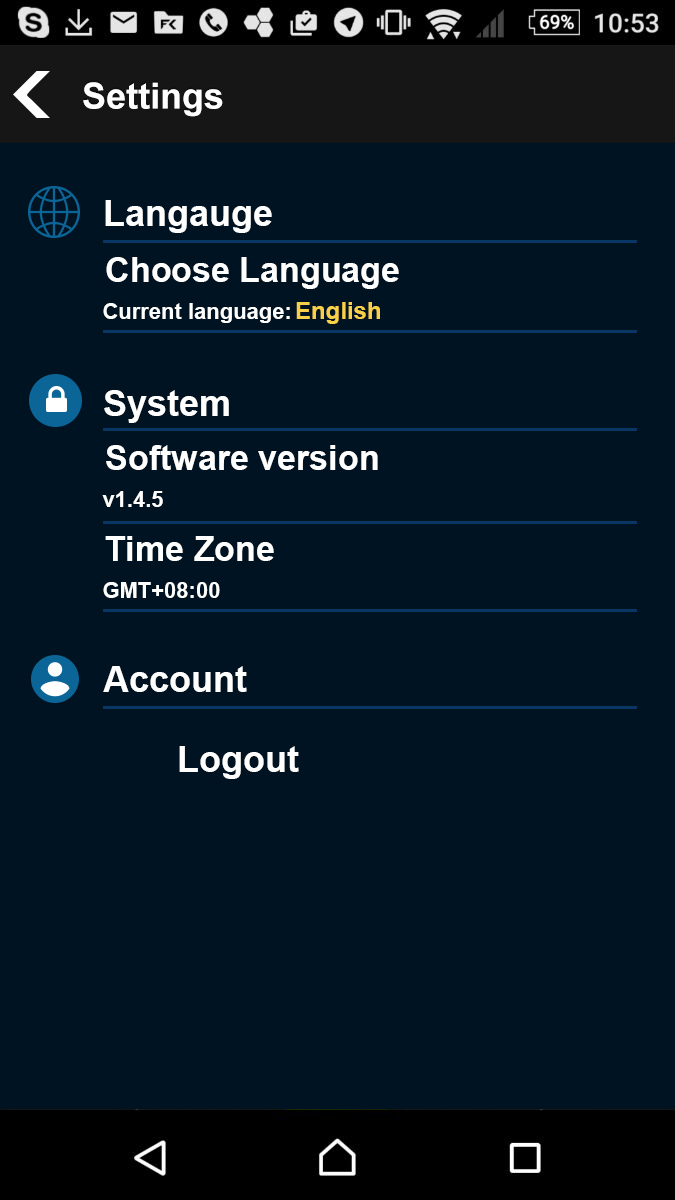 69% 10:53
Settings
Langauge
Choose Language
Current language: English
System
Software version
v1.4.5
Time Zone
GMT+08:00
Account
Logout